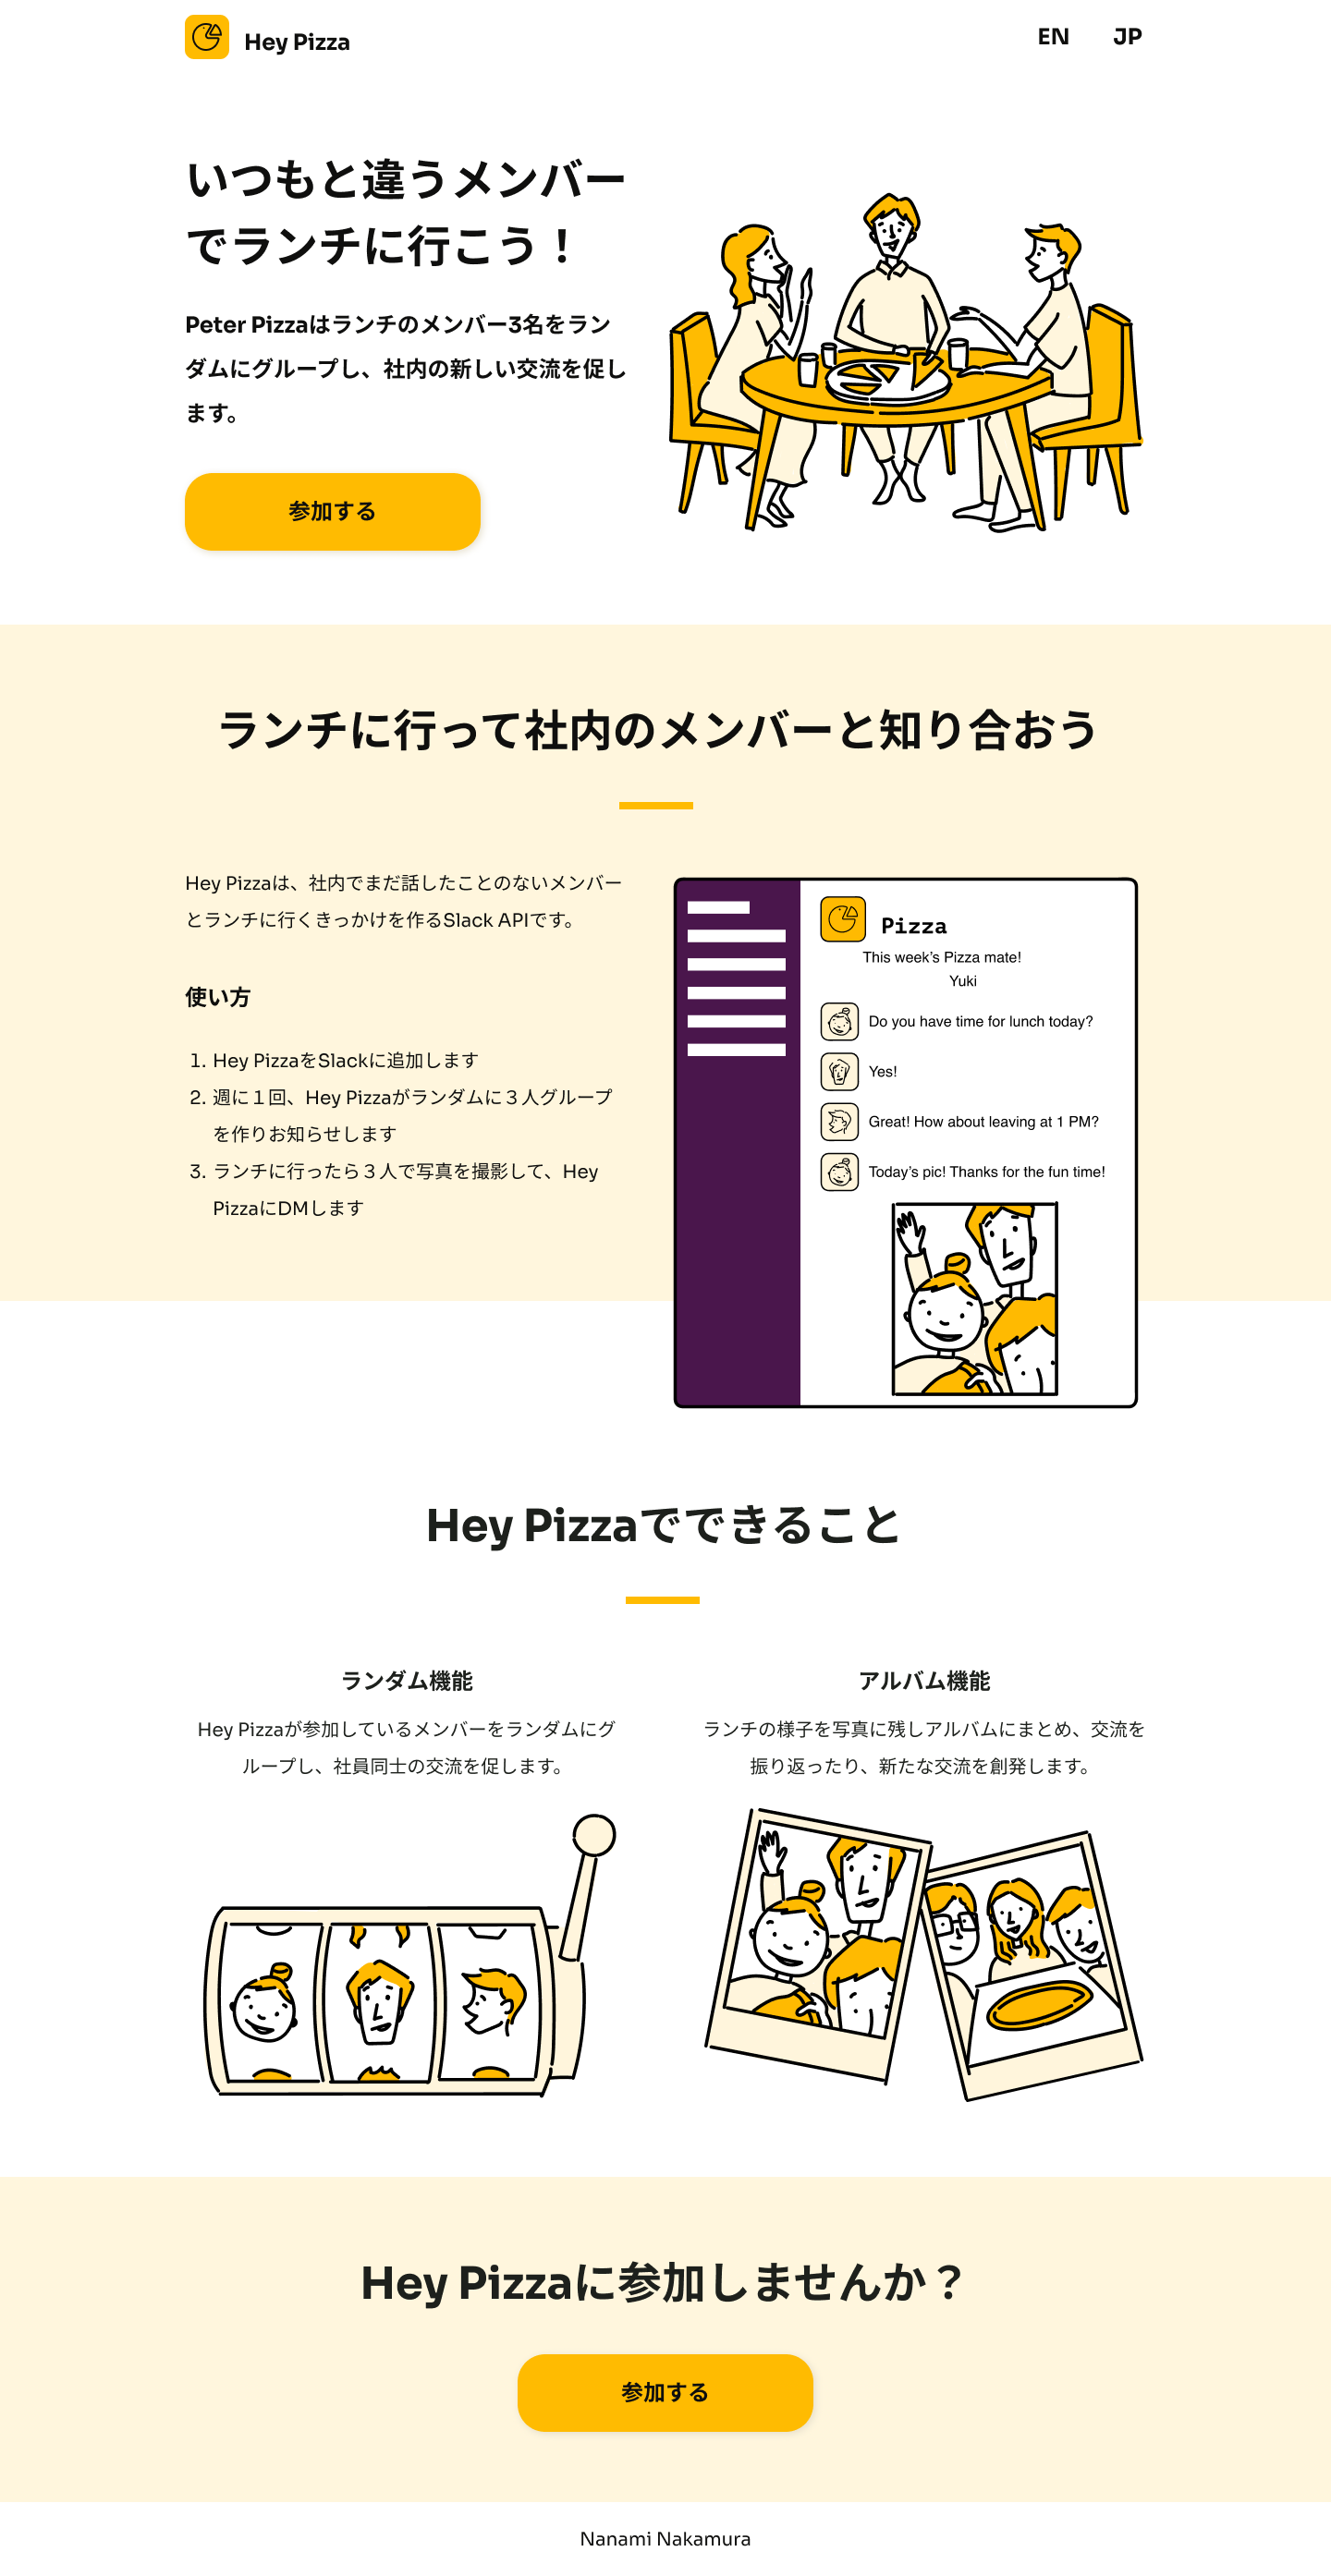 Hey Pizza
EN
JP
いつもと違うメンバー
でランチに行こう！
Peter Pizzaはランチのメンバー3名をラン
ダムにグループし、社内の新しい交流を促し
ます。
参加する
ランチに行って社内のメンバーと知り合おう
Hey Pizzaは、社内でまだ話したことのないメンバー
とランチに行くきっかけを作るSlack APIです。
使い方
1. Hey PizzaをSlackに追加します
2. 週に１回、Hey Pizzaがランダムに３人グループ
を作りお知らせします
3. ランチに行ったら３人で写真を撮影して、Hey
PizzaにDMします
Pizza
This week’s Pizza mate!
Yuki
Do you have time for lunch today?
Yes!
Great! How about leaving at 1 PM?
Today’s pic! Thanks for the fun time!
Hey Pizzaでできること
ランダム機能
Hey Pizzaが参加しているメンバーをランダムにグ
ループし、社員同士の交流を促します。
アルバム機能
ランチの様子を写真に残しアルバムにまとめ、交流を
振り返ったり、新たな交流を創発します。
Hey Pizzaに参加しませんか？
参加する
Nanami Nakamura